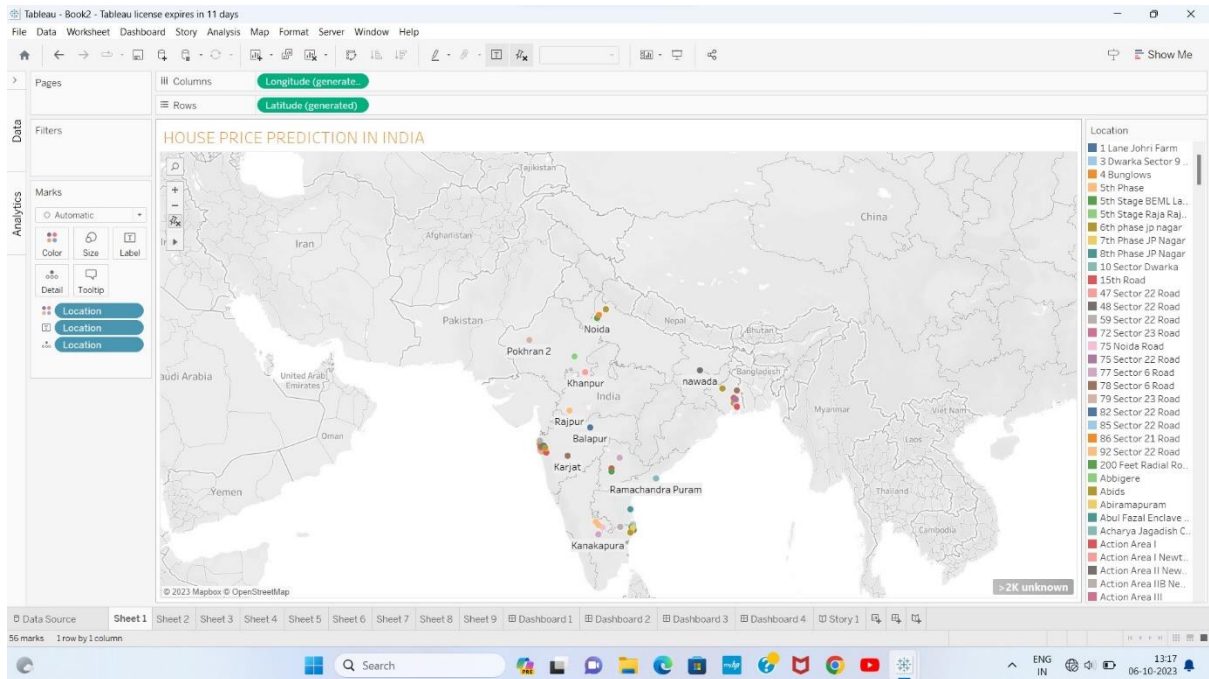 Tableau - Book2 - Tableau license expires in 11 days
File Data Worksheet Dashboard Story Analysis Map Format Server Window Help
Show Me
Data
Analytics
Pages
Filters
Marks
Automatic
Color Size Label
Detail Tooltip
Location
Location
Location
iii Columns Longitude (generate..
Rows Latitude (generated)
HOUSE PRICE PREDICTION IN INDIA
Tajikistan
China
Afghanistan
Iran
Pakistan
Nepal
Bhutan
Noida
Pokhran 2
Bangladesh
audi Arabia
United Arab
Emirates
Khanpur
nawada
India
Myanmar
Viet Nam
Oman
Rajpur
Balapur
Laos
Karjat
Yemen
Ramachandra Puram
Thailand
Cambodia
Kanakapura
© 2023 Mapbox © OpenStreetMap
>2K unknown
Location
1 Lane Johri Farm
3 Dwarka Sector 9 ..
4 Bunglows
5th Phase
5th Stage BEML La..
5th Stage Raja Raj..
6th phase jp nagar
7th Phase JP Nagar
8th Phase JP Nagar
10 Sector Dwarka
15th Road
47 Sector 22 Road
48 Sector 22 Road
59 Sector 22 Road
72 Sector 23 Road
75 Noida Road
75 Sector 22 Road
77 Sector 6 Road
78 Sector 6 Road
79 Sector 23 Road
82 Sector 22 Road
85 Sector 22 Road
86 Sector 21 Road
92 Sector 22 Road
200 Feet Radial Ro..
Abbigere
Abids
Abiramapuram
Abul Fazal Enclave ..
Acharya Jagadish C..
Action Area I
Action Area I Newt..
Action Area II New..
Action Area IIB Ne..
Action Area III
Data Source Sheet 1 Sheet 2 Sheet 3 Sheet 4 Sheet 5 Sheet 6 Sheet 7 Sheet 8 Sheet 9 Dashboard 1 Dashboard 2 Dashboard 3 Dashboard 4 Story 1
56 marks 1 row by 1 column
Search
PRE
myhp
ENG
IN
13:17
06-10-2023